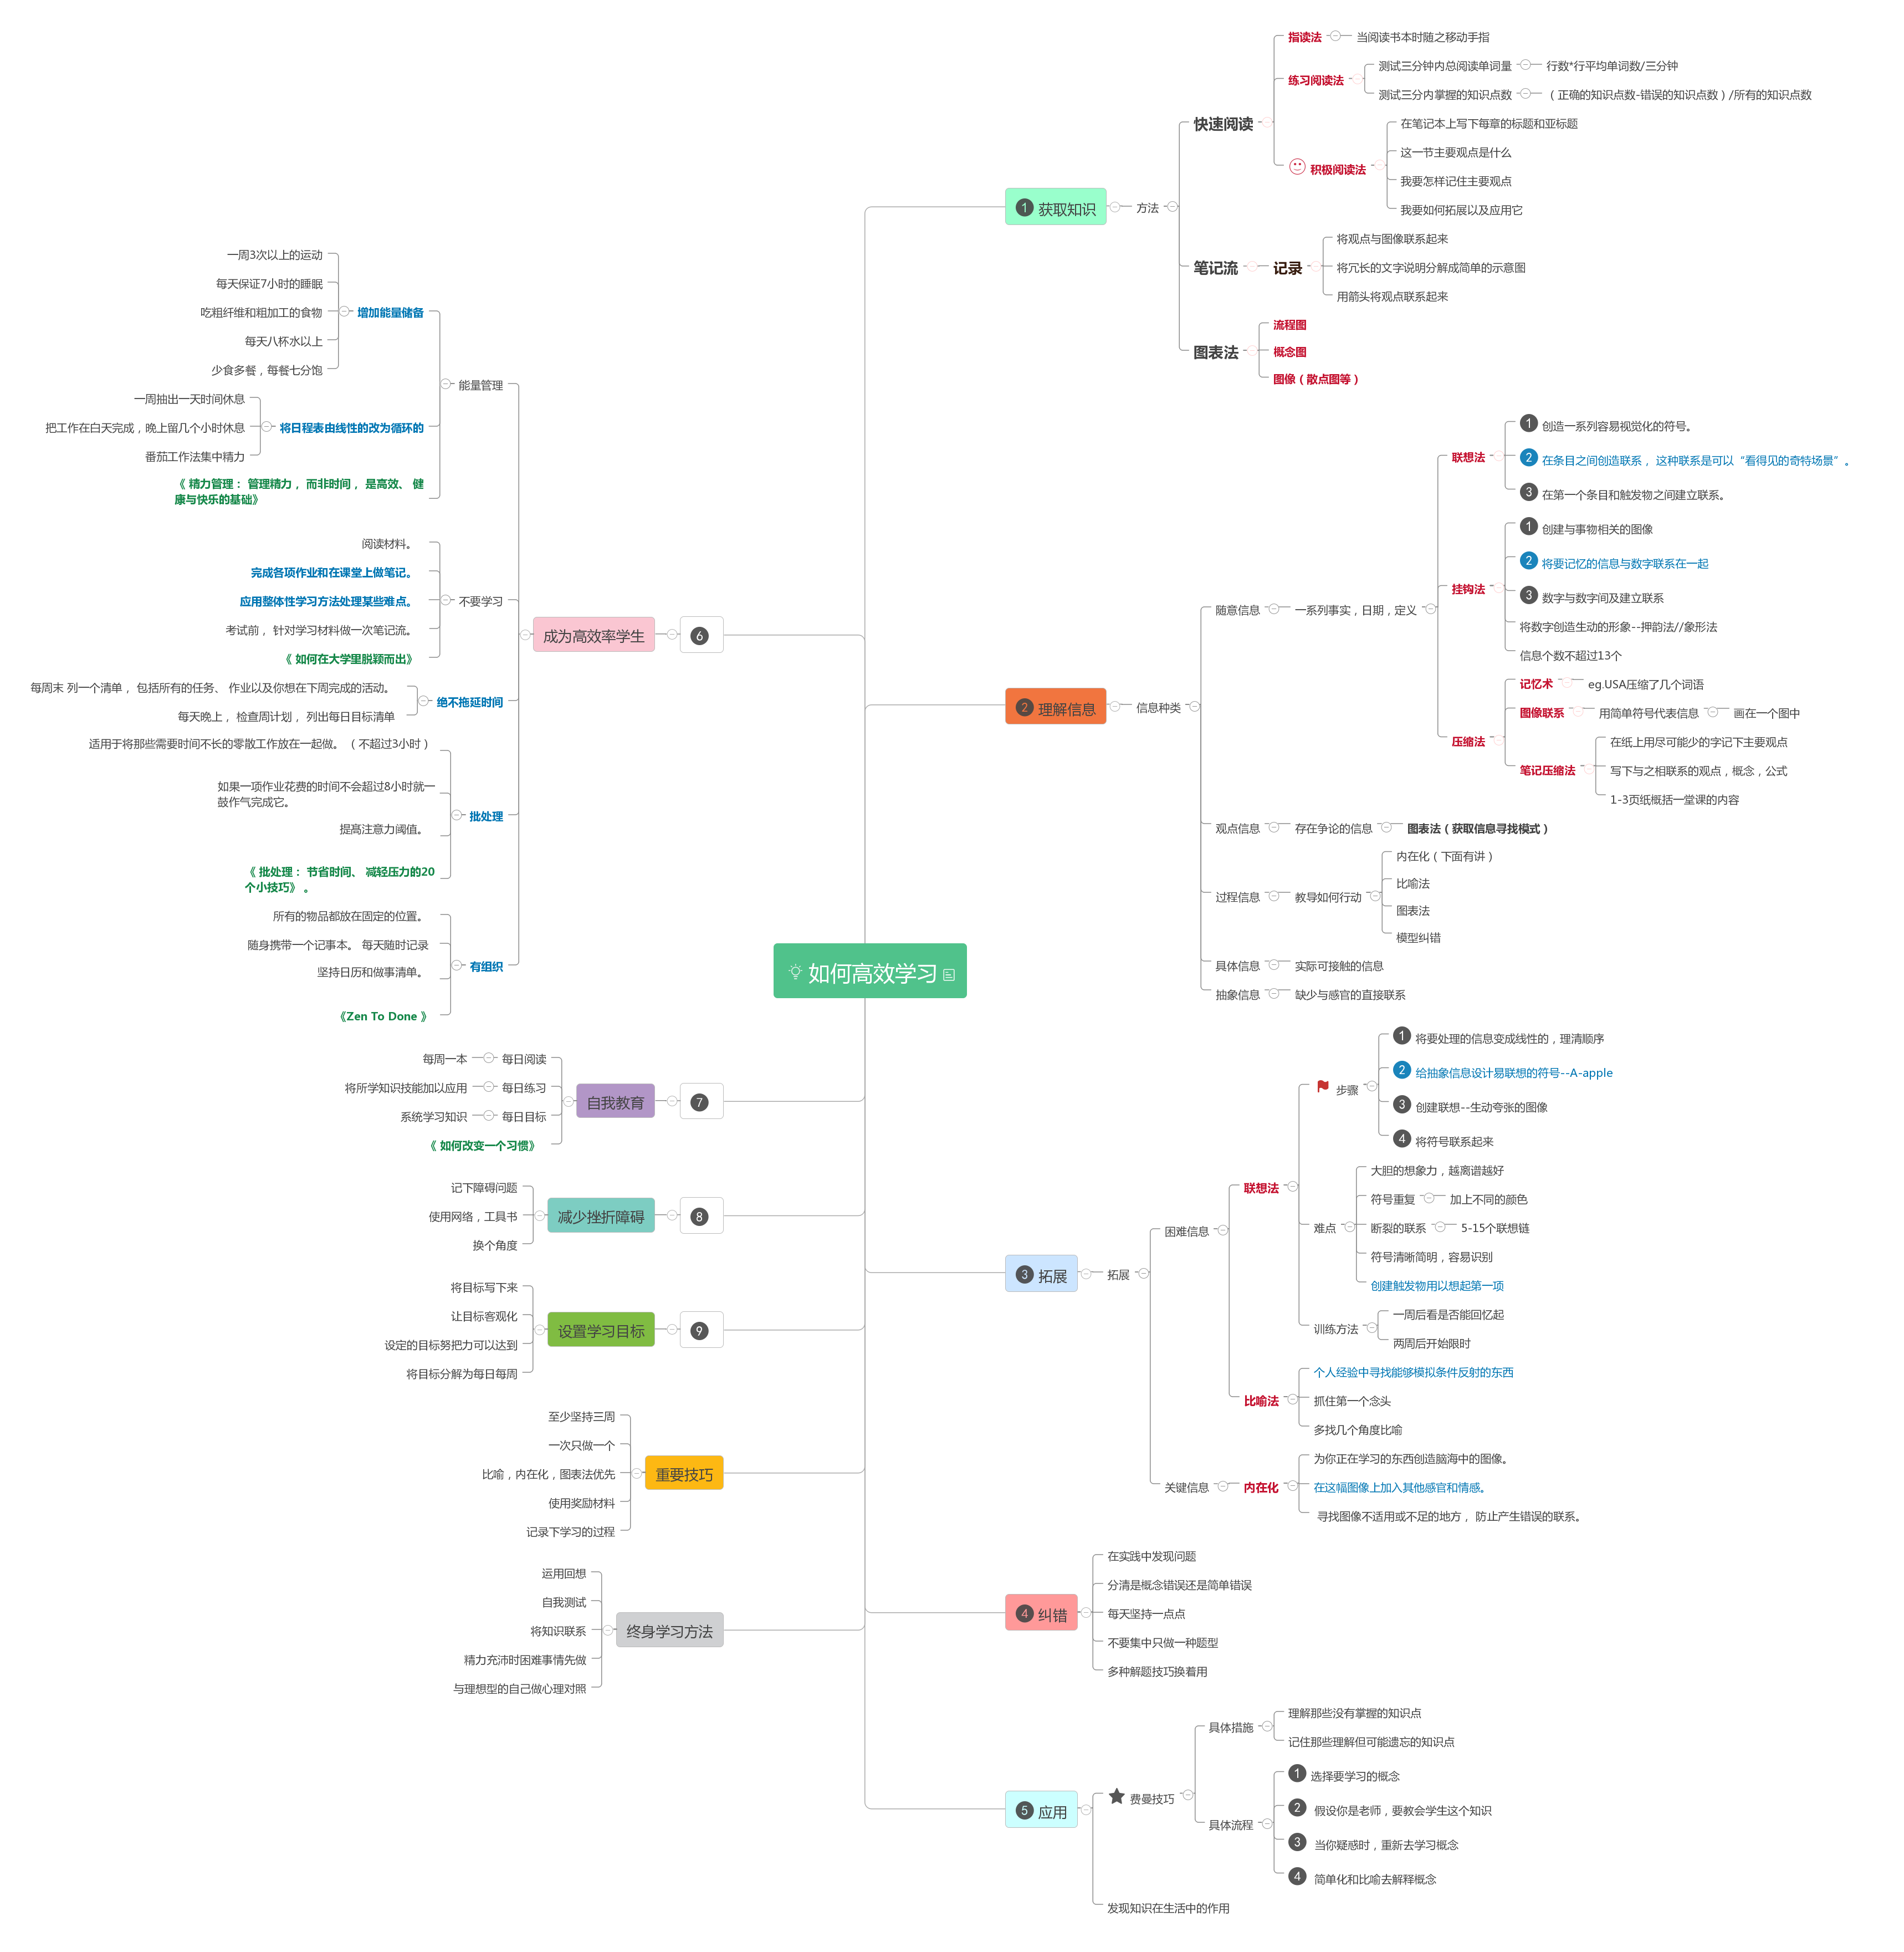 如何高效学习
1 获取知识
方法
快速阅读
指读法
当阅读书本时随之移动手指
练习阅读法
测试三分钟内总阅读单词量
行数*行平均单词数/三分钟
测试三分内掌握的知识点数
（正确的知识点数-错误的知识点数）/所有的知识点数
积极阅读法
在笔记本上写下每章的标题和亚标题
这一节主要观点是什么
我要怎样记住主要观点
我要如何拓展以及应用它
笔记流
记录
将观点与图像联系起来
将冗长的文字说明分解成简单的示意图
用箭头将观点联系起来
图表法
流程图
概念图
图像（散点图等）
2 理解信息
信息种类
随意信息
一系列事实，日期，定义
联想法
1 创造一系列容易视觉化的符号。
2 在条目之间创造联系， 这种联系是可以“看得见的奇特场景”。
3 在第一个条目和触发物之间建立联系。
挂钩法
1 创建与事物相关的图像
2 将要记忆的信息与数字联系在一起
3 数字与数字间及建立联系
将数字创造生动的形象--押韵法//象形法
信息个数不超过13个
压缩法
记忆术
eg.USA压缩了几个词语
图像联系
用简单符号代表信息
画在一个图中
笔记压缩法
在纸上用尽可能少的字记下主要观点
写下与之相联系的观点，概念，公式
1-3页纸概括一堂课的内容
观点信息
存在争论的信息
图表法（获取信息寻找模式）
过程信息
教导如何行动
内在化（下面有讲）
比喻法
图表法
模型纠错
具体信息
实际可接触的信息
抽象信息
缺少与感官的直接联系
3 拓展
拓展
困难信息
联想法
步骤
1 将要处理的信息变成线性的，理清顺序
2 给抽象信息设计易联想的符号--A-apple
3 创建联想--生动夸张的图像
4 将符号联系起来
难点
大胆的想象力，越离谱越好
符号重复
加上不同的颜色
断裂的联系
5-15个联想链
符号清晰简明，容易识别
创建触发物用以想起第一项
训练方法
一周后看是否能回忆起
两周后开始限时
比喻法
个人经验中寻找能够模拟条件反射的东西
抓住第一个念头
多找几个角度比喻
关键信息
内在化
为你正在学习的东西创造脑海中的图像。
在这幅图像上加入其他感官和情感。
寻找图像不适用或不足的地方， 防止产生错误的联系。
4 纠错
在实践中发现问题
分清是概念错误还是简单错误
每天坚持一点点
不要集中只做一种题型
多种解题技巧换着用
5 应用
费曼技巧
具体措施
理解那些没有掌握的知识点
记住那些理解但可能遗忘的知识点
具体流程
1 选择要学习的概念
2 假设你是老师，要教会学生这个知识
3 当你疑惑时，重新去学习概念
4 简单化和比喻去解释概念
发现知识在生活中的作用
6
成为高效率学生
能量管理
增加能量储备
一周3次以上的运动
每天保证7小时的睡眠
吃粗纤维和粗加工的食物
每天八杯水以上
少食多餐，每餐七分饱
将日程表由线性的改为循环的
一周抽出一天时间休息
把工作在白天完成，晚上留几个小时休息
番茄工作法集中精力
《 精力管理： 管理精力， 而非时间， 是高效、 健
康与快乐的基础》
不要学习
阅读材料。
完成各项作业和在课堂上做笔记。
应用整体性学习方法处理某些难点。
考试前， 针对学习材料做一次笔记流。
《 如何在大学里脱颖而出》
绝不拖延时间
每周末 列一个清单， 包括所有的任务、 作业以及你想在下周完成的活动。
每天晚上， 检查周计划， 列出每日目标清单
批处理
适用于将那些需要时间不长的零散工作放在一起做。 （不超过3小时）
如果一项作业花费的时间不会超过8小时就一
鼓作气完成它。
提高注意力阈值。
《 批处理： 节省时间、 减轻压力的20
个小技巧》 。
有组织
所有的物品都放在固定的位置。
随身携带一个记事本。 每天随时记录
坚持日历和做事清单。
《Zen To Done 》
7
自我教育
每日阅读
每周一本
每日练习
将所学知识技能加以应用
每日目标
系统学习知识
《 如何改变一个习惯》
8
减少挫折障碍
记下障碍问题
使用网络，工具书
换个角度
9
设置学习目标
将目标写下来
让目标客观化
设定的目标努把力可以达到
将目标分解为每日每周
重要技巧
至少坚持三周
一次只做一个
比喻，内在化，图表法优先
使用奖励材料
记录下学习的过程
终身学习方法
运用回想
自我测试
将知识联系
精力充沛时困难事情先做
与理想型的自己做心理对照